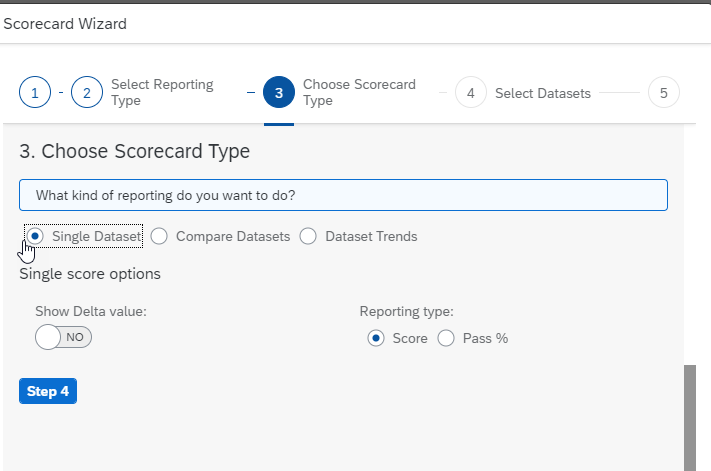 Scorecard Wizard
1
2
Select Reporting
Type
3
Choose Scorecard
Type
4
Select Datasets
5
3. Choose Scorecard Type
What kind of reporting do you want to do?
Single Dataset
Compare Datasets
Dataset Trends
Single score options
Show Delta value:
Reporting type:
NO
Score
Pass %
Step 4